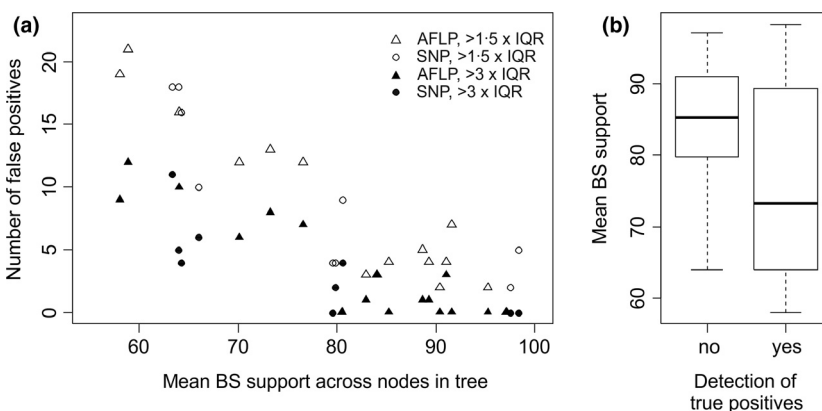 (a)
AFLP, >1·5 x IQR
SNP, >1·5 x IQR
AFLP, >3 x IQR
SNP, >3 x IQR
Number of false positives
20
15
10
5
0
60 70 80 90 100
Mean BS support across nodes in tree
(b)
Mean BS support
90
80
70
60
no yes
Detection of
true positives